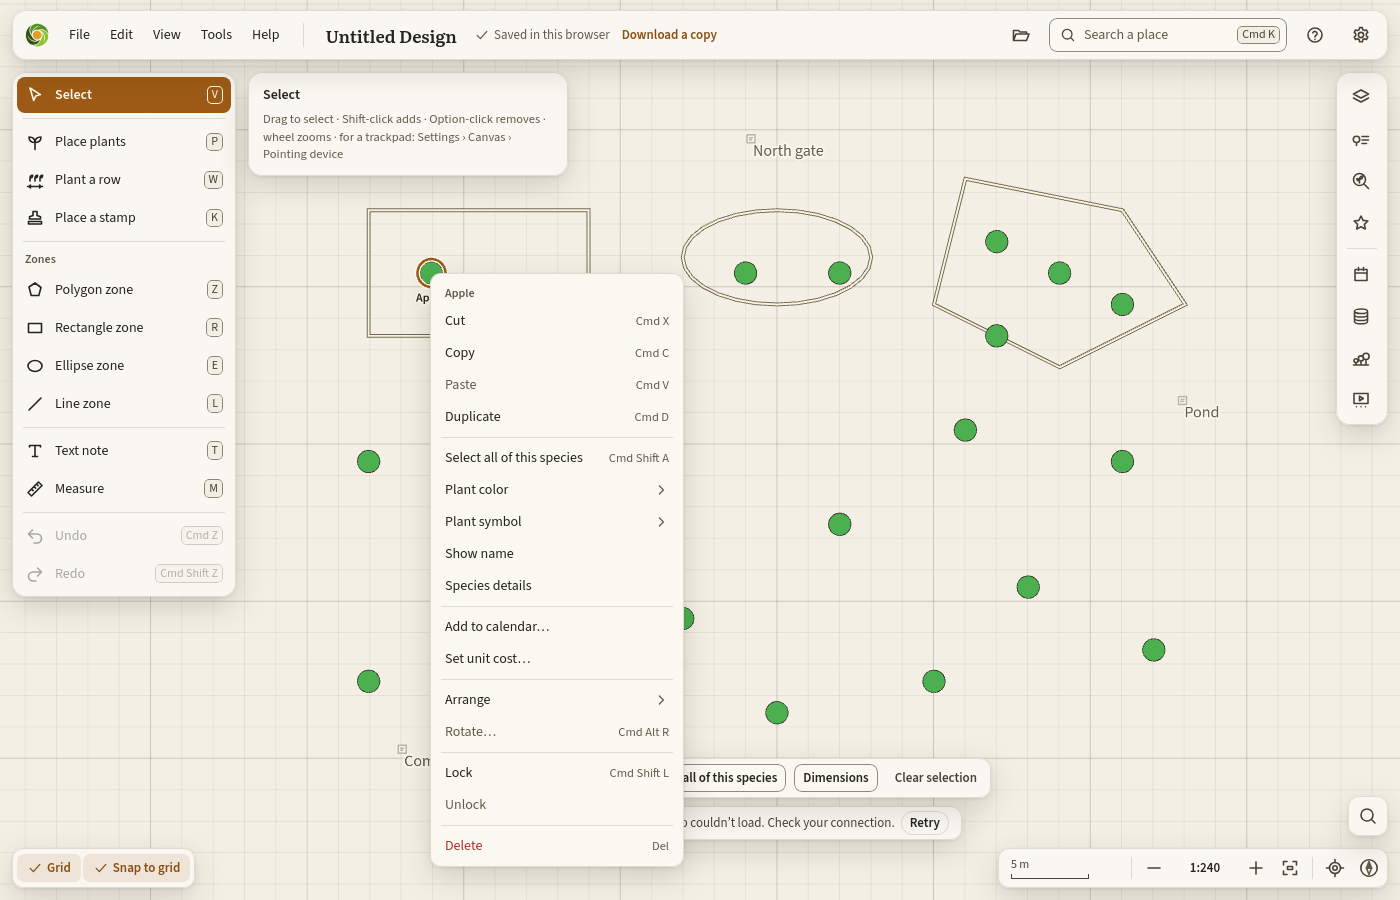 File Edit View Tools Help
Untitled Design
Saved in this browser Download a copy
Search a place Cmd K
Select V
Place plants P
Plant a row W
Place a stamp K
Zones
Polygon zone Z
Rectangle zone R
Ellipse zone E
Line zone L
Text note T
Measure M
Undo Cmd Z
Redo Cmd Shift Z
Select
Drag to select · Shift-click adds · Option-click removes ·
wheel zooms · for a trackpad: Settings › Canvas ›
Pointing device
North gate
Pond
Apple
Cut Cmd X
Copy Cmd C
Paste Cmd V
Duplicate Cmd D
Select all of this species Cmd Shift A
Plant color
Plant symbol
Show name
Species details
Add to calendar…
Set unit cost…
Arrange
Rotate… Cmd Alt R
Lock Cmd Shift L
Unlock
Delete Del
all of this species Dimensions Clear selection
couldn't load. Check your connection. Retry
Grid Snap to grid
5 m
1:240